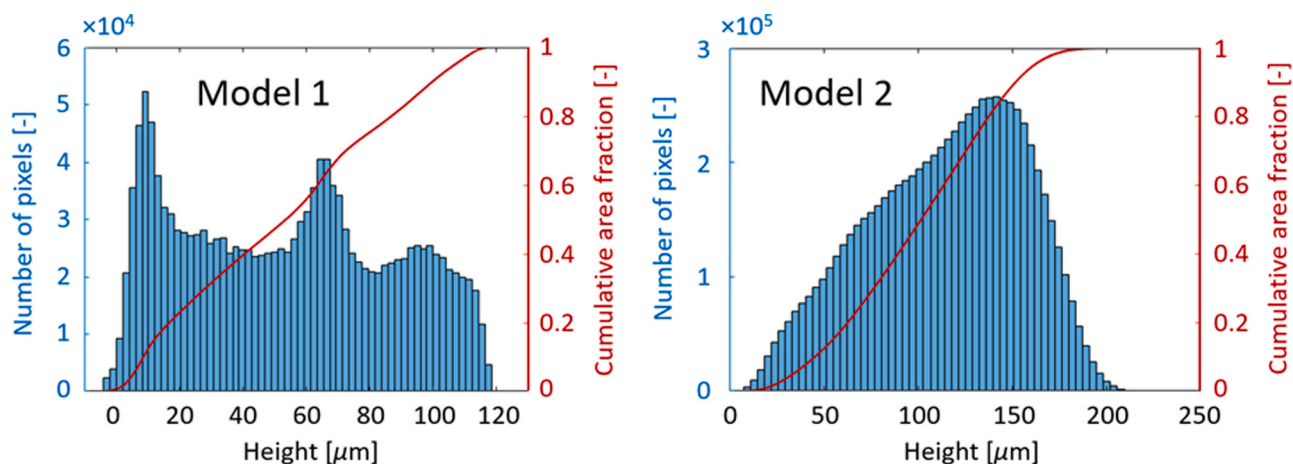 ×10⁴
Model 1
Number of pixels [-]
6
5
4
3
2
1
0
0 20 40 60 80 100 120
Height [μm]
1
0.8
0.6
0.4
0.2
0
Cumulative area fraction [-]
×10⁵
Model 2
Number of pixels [-]
3
2
1
0
0 50 100 150 200 250
Height [μm]
1
0.8
0.6
0.4
0.2
0
Cumulative area fraction [-]